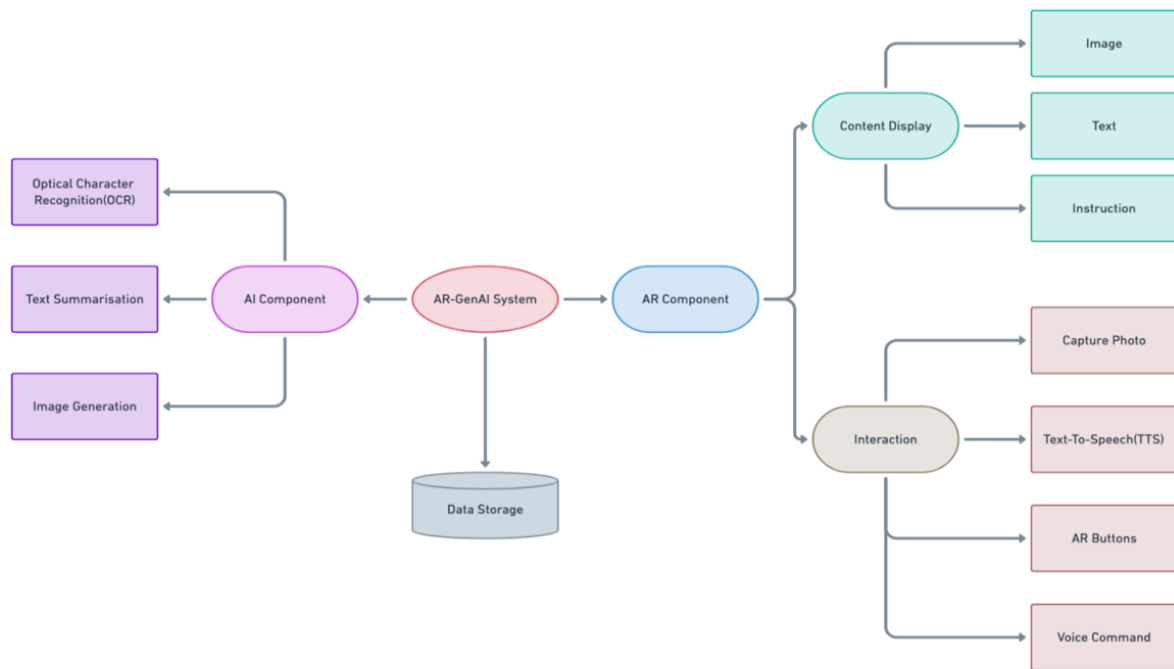 Image
Content Display
Text
Optical Character
Recognition(OCR)
Instruction
Text Summarisation
AI Component
AR-GenAI System
AR Component
Capture Photo
Image Generation
Interaction
Text-To-Speech(TTS)
Data Storage
AR Buttons
Voice Command